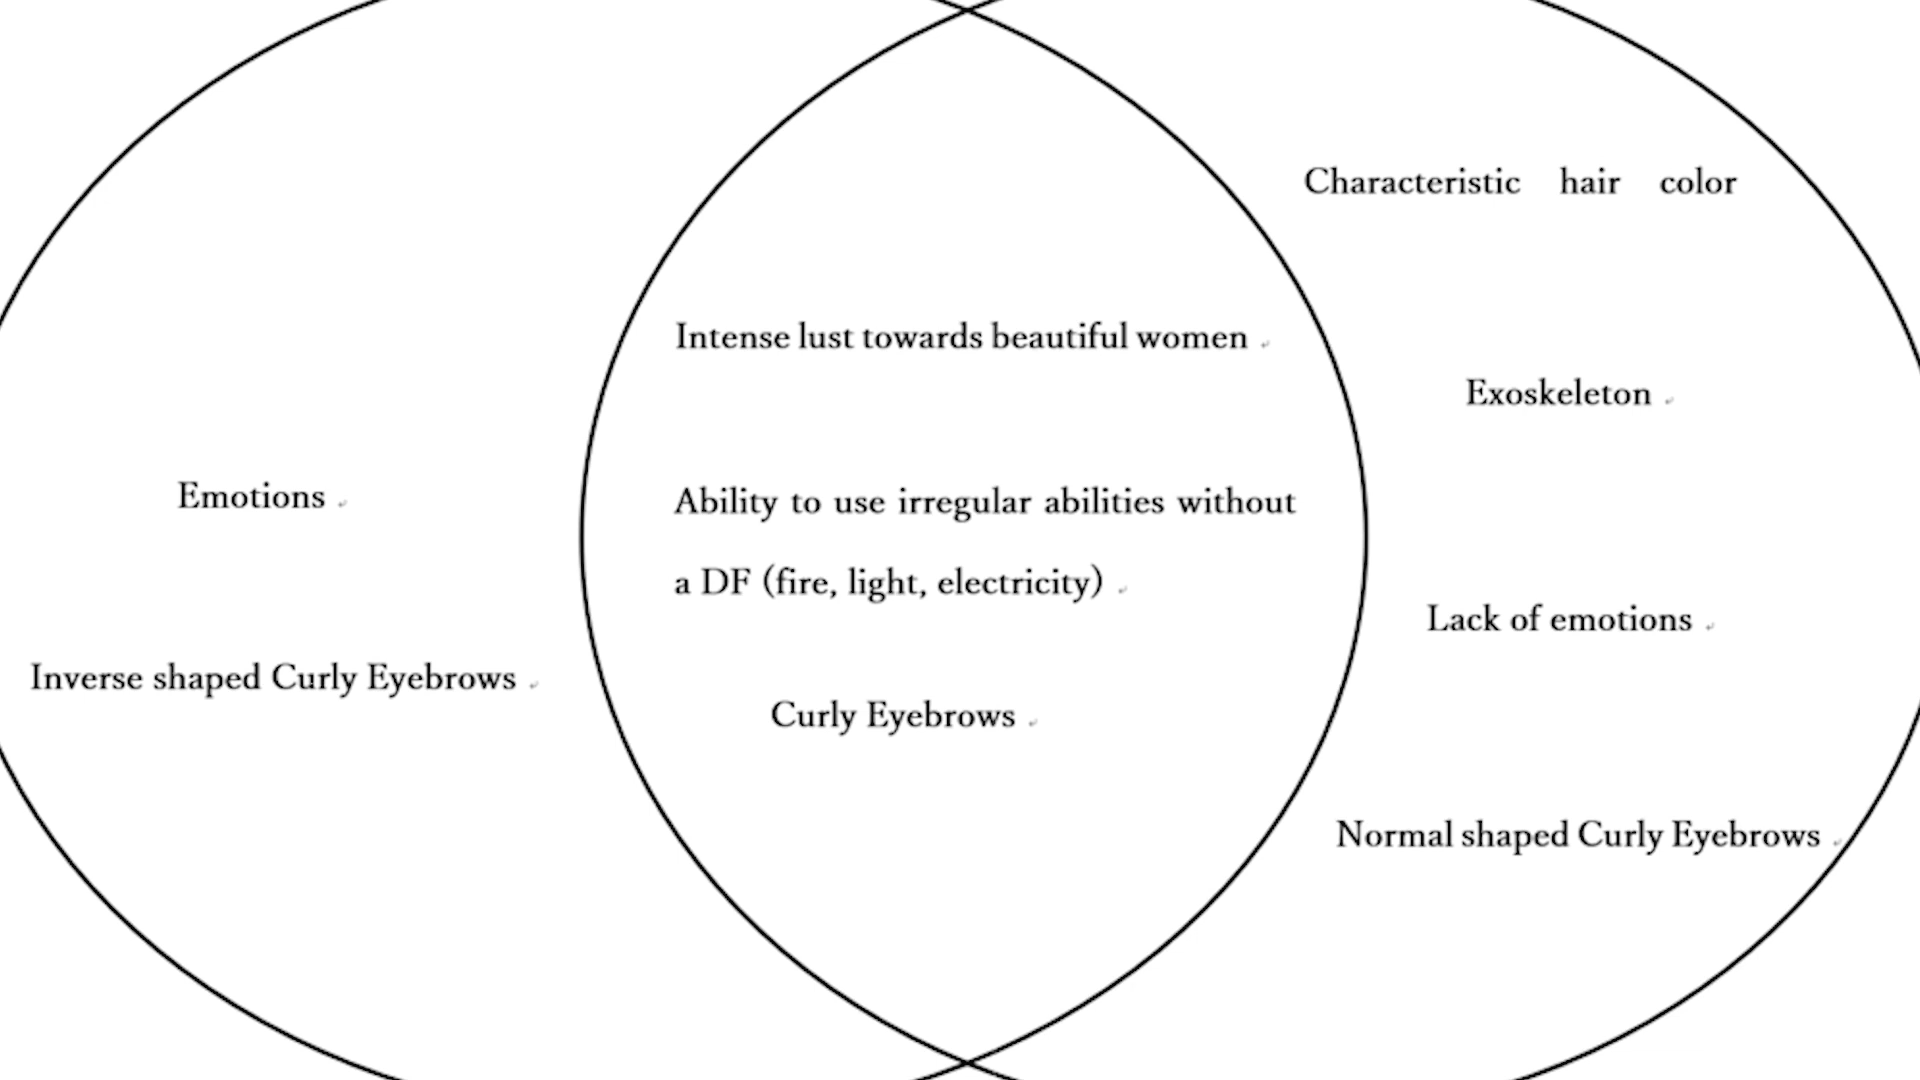 Characteristic hair color
Intense lust towards beautiful women
Exoskeleton
Emotions
Ability to use irregular abilities without
a DF (fire, light, electricity)
Lack of emotions
Inverse shaped Curly Eyebrows
Curly Eyebrows
Normal shaped Curly Eyebrows